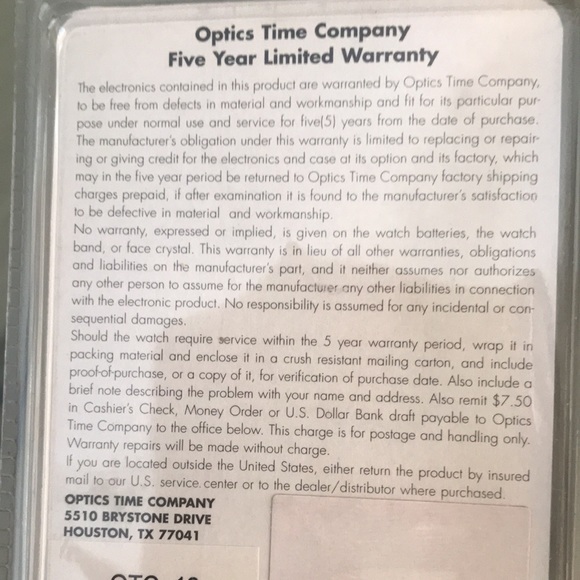 Optics Time Company
Five Year Limited Warranty
The electronics contained in this product are warranted by Optics Time Company,
to be free from defects in material and workmanship and fit for its particular pur-
pose under normal use and service for five(5) years from the date of purchase.
The manufacturer's obligation under this warranty is limited to replacing or repair-
ing or giving credit for the electronics and case at its option and its factory, which
may in the five year period be returned to Optics Time Company factory shipping
charges prepaid, if after examination it is found to the manufacturer's satisfaction
to be defective in material and workmanship.
No warranty, expressed or implied, is given on the watch batteries, the watch
band, or face crystal. This warranty is in lieu of all other warranties, obligations
and liabilities on the manufacturer's part, and it neither assumes nor authorizes
any other person to assume for the manufacturer any other liabilities in connection
with the electronic product. No responsibility is assumed for any incidental or con-
sequential damages.
Should the watch require service within the 5 year warranty period, wrap it in
packing material and enclose it in a crush resistant mailing carton, and include
proof-of-purchase, or a copy of it, for verification of purchase date. Also include a
brief note describing the problem with your name and address. Also remit $7.50
in Cashier's Check, Money Order or U.S. Dollar Bank draft payable to Optics
Time Company to the office below. This charge is for postage and handling only.
Warranty repairs will be made without charge.
If you are located outside the United States, either return the product by insured
mail to our U.S. service center or to the dealer/distributor where purchased.
OPTICS TIME COMPANY
5510 BRYSTONE DRIVE
HOUSTON, TX 77041